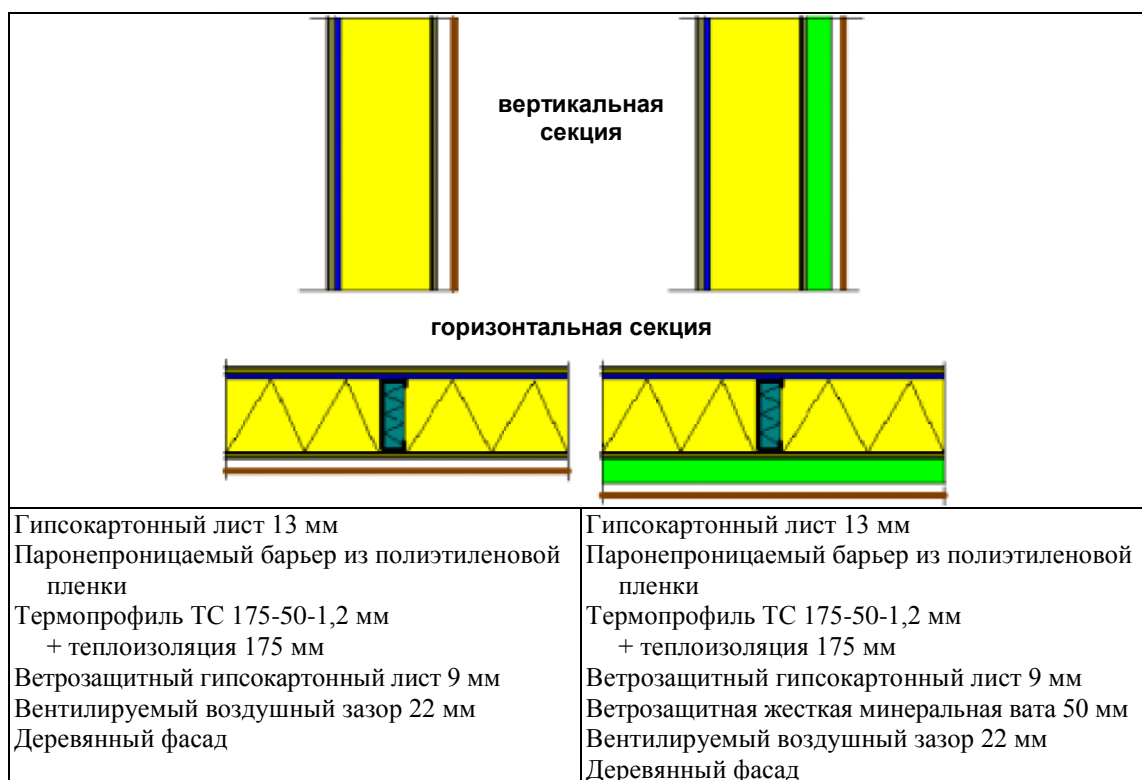 вертикальная
секция
горизонтальная секция
Гипсокартонный лист 13 мм
Паронепроницаемый барьер из полиэтиленовой
пленки
Термопрофиль ТС 175-50-1,2 мм
+ теплоизоляция 175 мм
Ветрозащитный гипсокартонный лист 9 мм
Вентилируемый воздушный зазор 22 мм
Деревянный фасад
Гипсокартонный лист 13 мм
Паронепроницаемый барьер из полиэтиленовой
пленки
Термопрофиль ТС 175-50-1,2 мм
+ теплоизоляция 175 мм
Ветрозащитный гипсокартонный лист 9 мм
Ветрозащитная жесткая минеральная вата 50 мм
Вентилируемый воздушный зазор 22 мм
Деревянный фасад